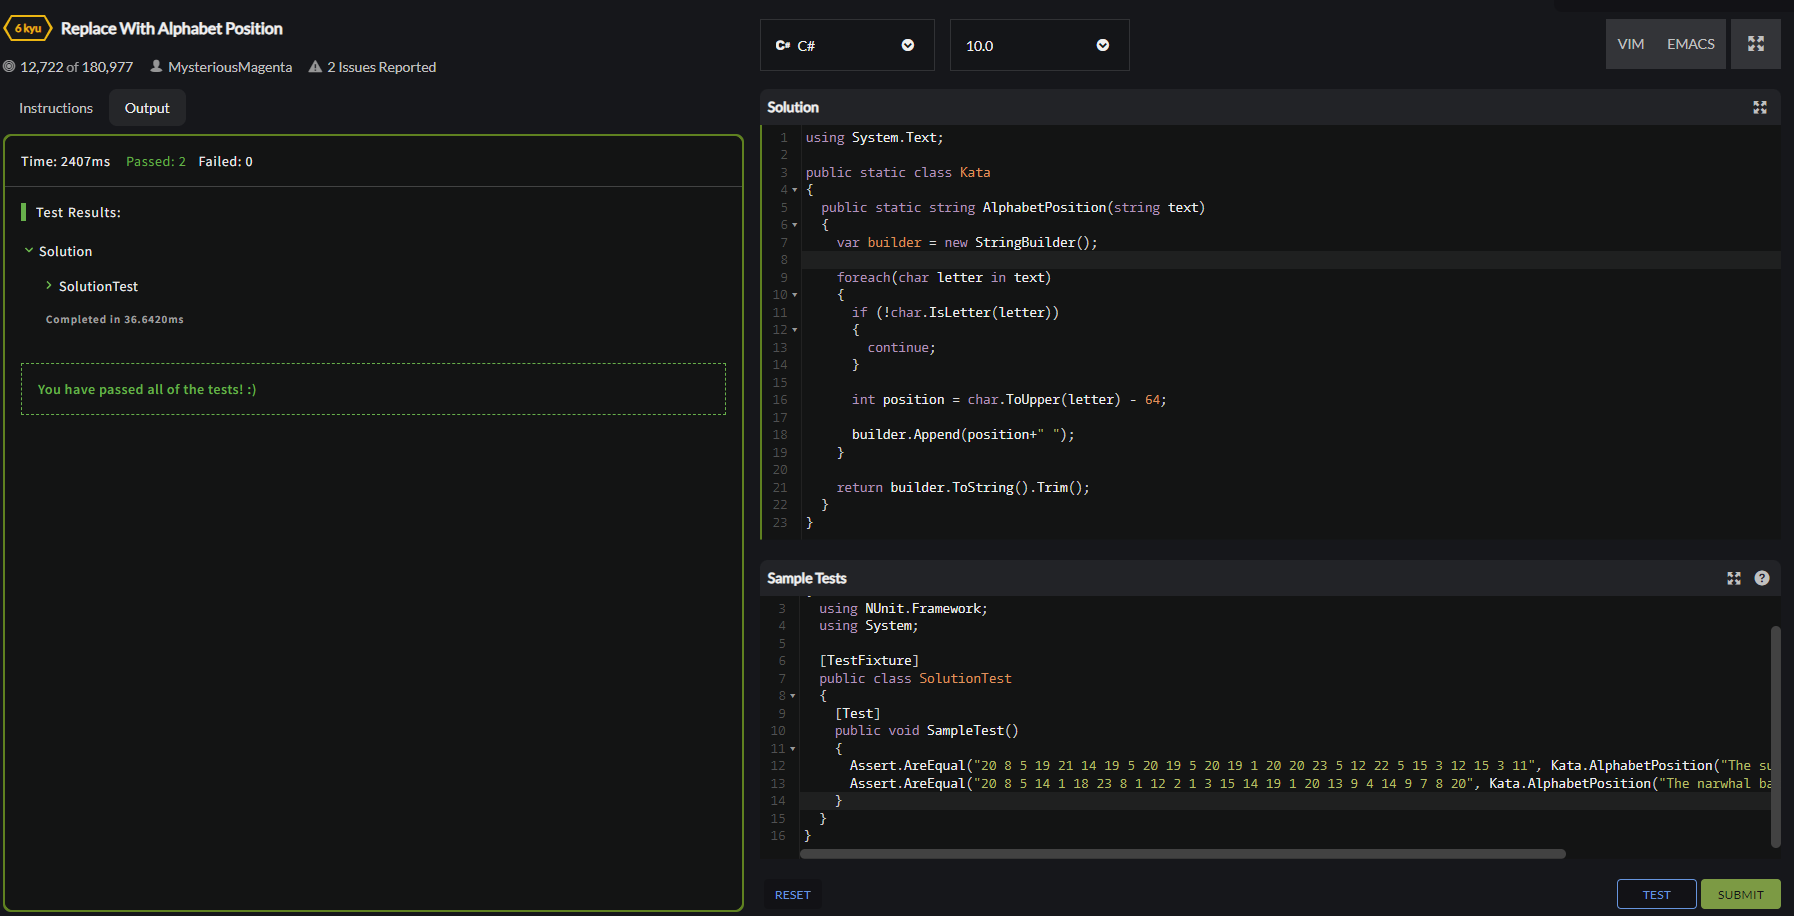 6 kyu Replace With Alphabet Position
12,722 of 180,977 MysteriousMagenta 2 Issues Reported
Instructions Output
Time: 2407ms Passed: 2 Failed: 0
Test Results:
Solution
SolutionTest
Completed in 36.6420ms
You have passed all of the tests! :)
C# C# 10.0 VIM EMACS
Solution
1 using System.Text;
2
3 public static class Kata
4 {
5 public static string AlphabetPosition(string text)
6 {
7 var builder = new StringBuilder();
8
9 foreach(char letter in text)
10 {
11 if (!char.IsLetter(letter))
12 {
13 continue;
14 }
15
16 int position = char.ToUpper(letter) - 64;
17
18 builder.Append(position+" ");
19 }
20
21 return builder.ToString().Trim();
22 }
23 }
Sample Tests ?
3 using NUnit.Framework;
4 using System;
5
6 [TestFixture]
7 public class SolutionTest
8 {
9 [Test]
10 public void SampleTest()
11 {
12 Assert.AreEqual("20 8 5 19 21 14 19 5 20 19 5 20 19 1 20 20 23 5 12 22 5 15 3 12 15 3 11", Kata.AlphabetPosition("The su
13 Assert.AreEqual("20 8 5 14 1 18 23 8 1 12 2 1 3 15 14 19 1 20 13 9 4 14 9 7 8 20", Kata.AlphabetPosition("The narwhal ba
14 }
15 }
16 }
RESET TEST SUBMIT